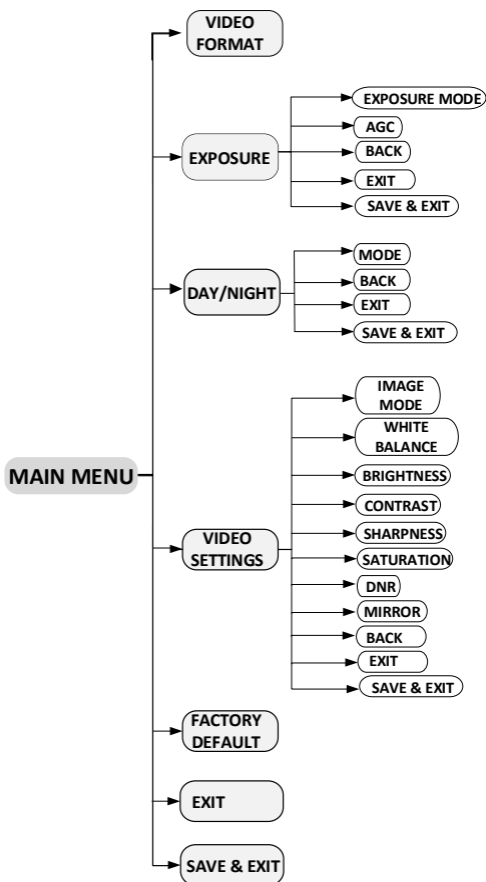 VIDEO
FORMAT
EXPOSURE
EXPOSURE MODE
AGC
BACK
EXIT
SAVE & EXIT
DAY/NIGHT
MODE
BACK
EXIT
SAVE & EXIT
MAIN MENU
VIDEO
SETTINGS
IMAGE
MODE
WHITE
BALANCE
BRIGHTNESS
CONTRAST
SHARPNESS
SATURATION
DNR
MIRROR
BACK
EXIT
SAVE & EXIT
FACTORY
DEFAULT
EXIT
SAVE & EXIT